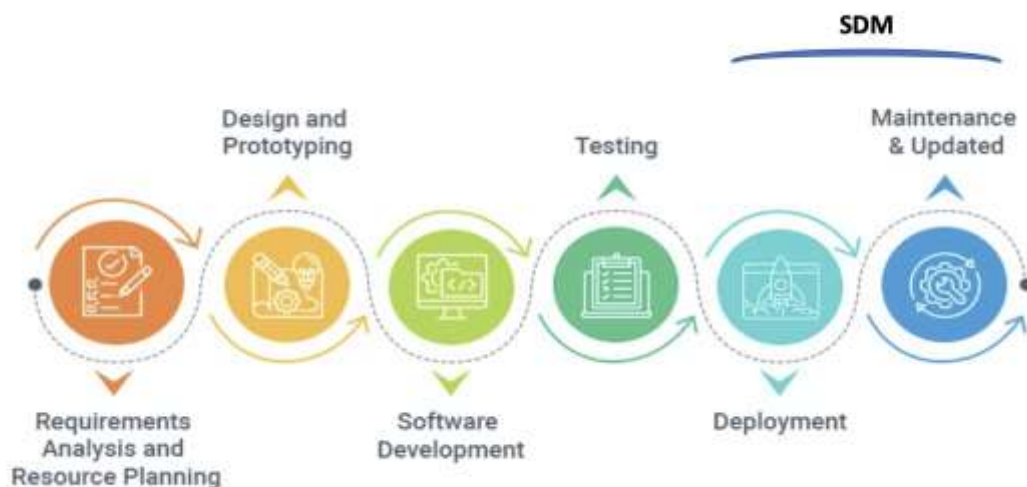 SDM
Design and
Prototyping
Testing
Maintenance
& Updated
Requirements
Analysis and
Resource Planning
Software
Development
Deployment